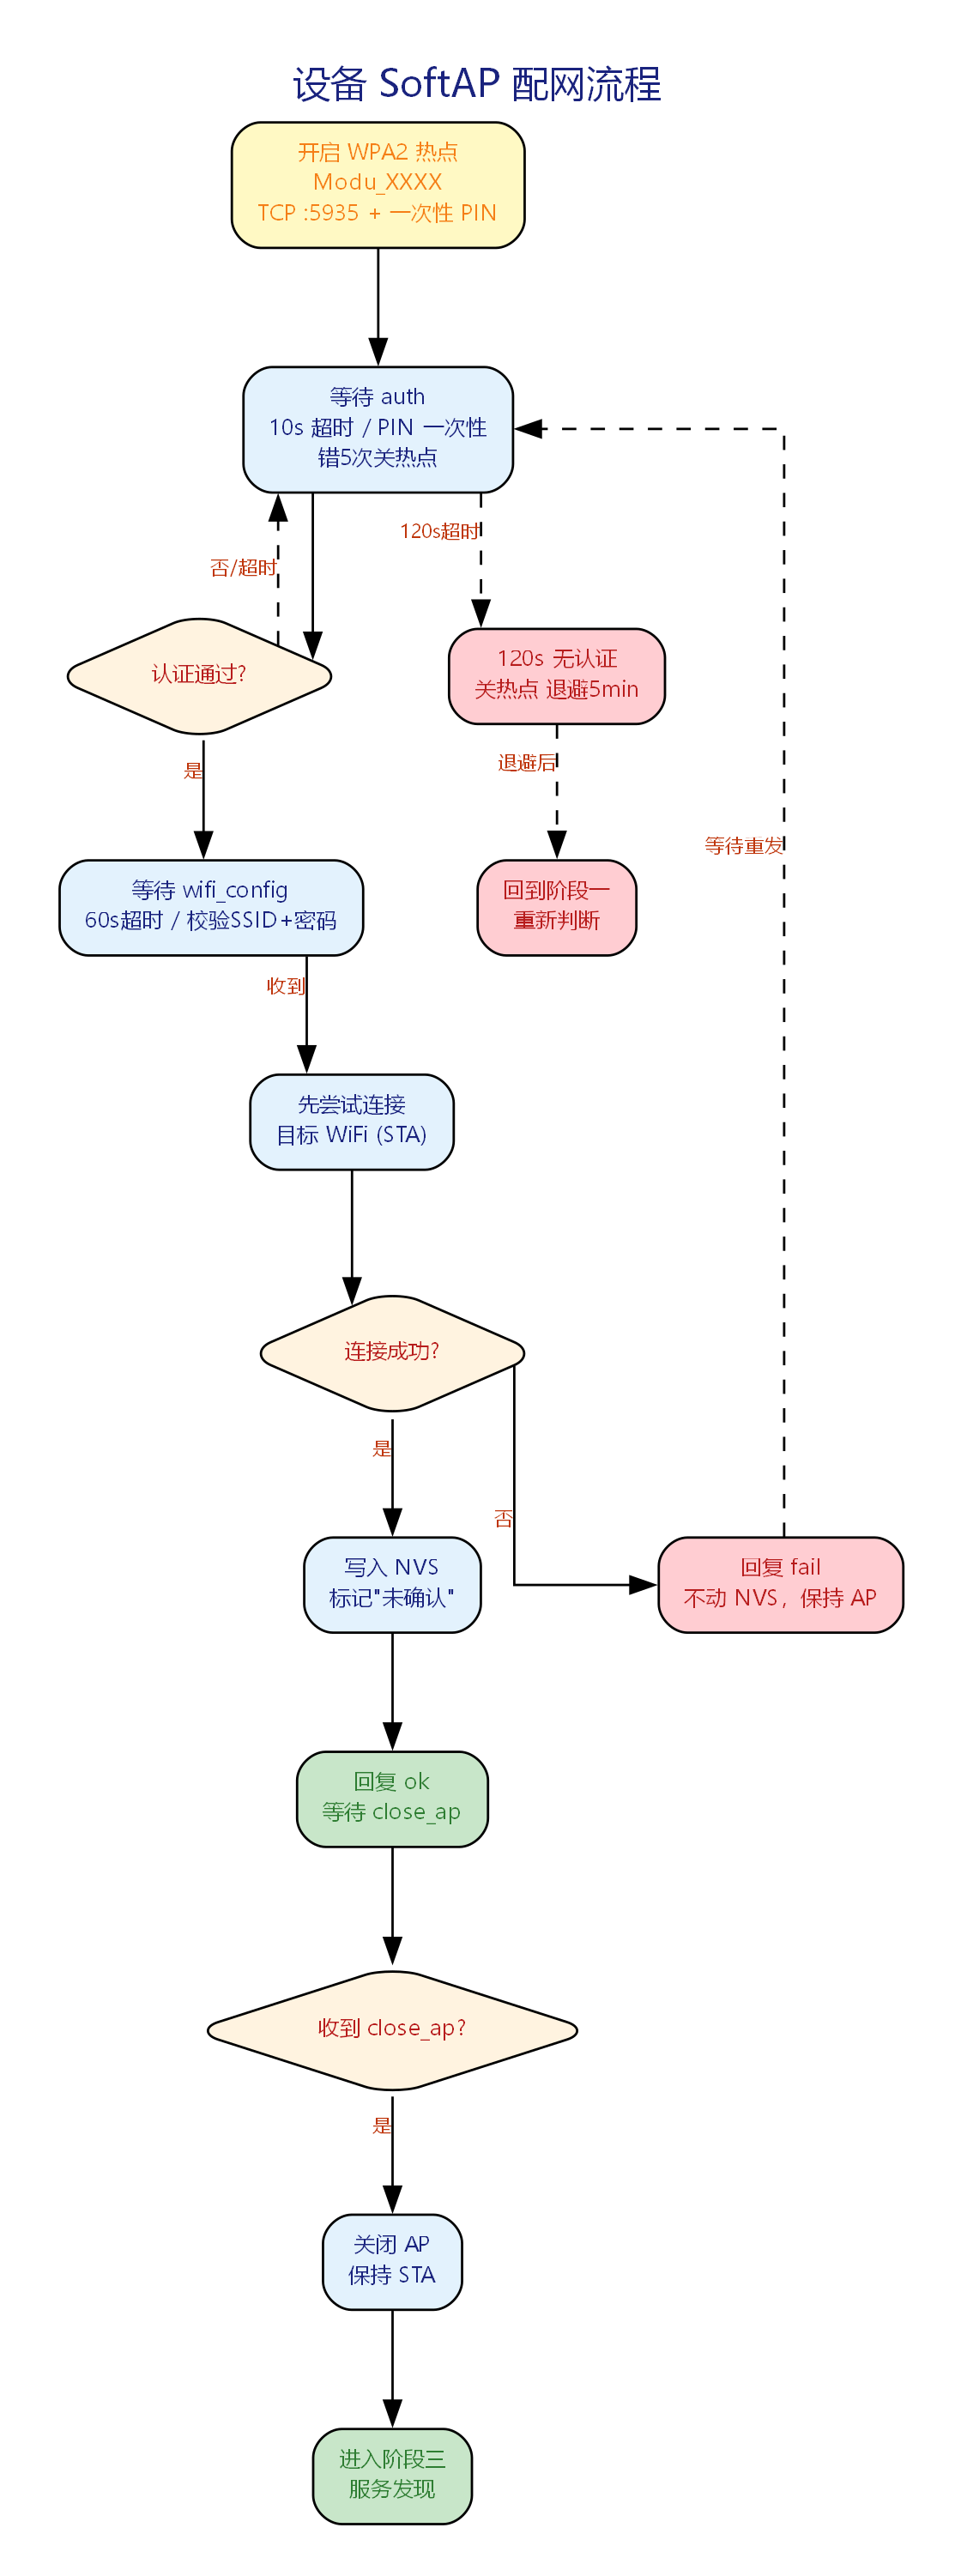 设备 SoftAP 配网流程
开启 WPA2 热点
Modu_XXXX
TCP :5935 + 一次性 PIN
等待 auth
10s 超时 / PIN 一次性
错5次关热点
120s超时
否/超时
认证通过?
120s 无认证
关热点 退避5min
是
退避后
等待重发
等待 wifi_config
60s超时 / 校验SSID+密码
回到阶段一
重新判断
收到
先尝试连接
目标 WiFi (STA)
连接成功?
是
否
写入 NVS
标记"未确认"
回复 fail
不动 NVS，保持 AP
回复 ok
等待 close_ap
收到 close_ap?
是
关闭 AP
保持 STA
进入阶段三
服务发现